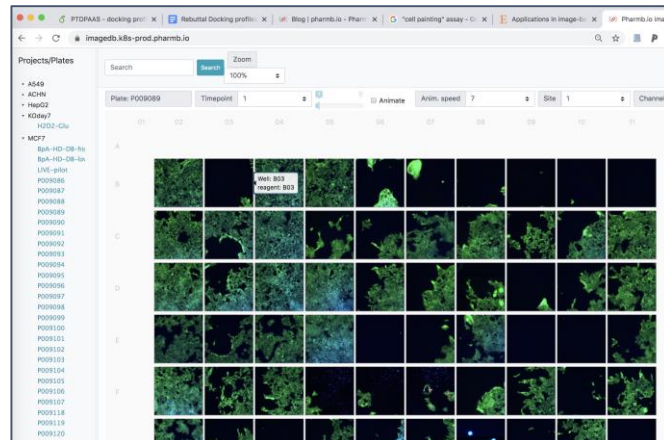 PTDPAAS – docking prof
Rebuttal Docking profile
Blog | pharmb.io - Pharm
"cell painting" assay - G
Applications in image-ba
Pharmb.io ima
imagedb.k8s-prod.pharmb.io
Projects/Plates
Search
Search
Zoom
100%
A549
ACHN
HepG2
KOday7
H2O2-Glu
MCF7
BpA-HD-DB-hi
BpA-HD-DB-lo
LIVE-pilot
P009086
P009087
P009088
P009089
P009090
P009091
P009092
P009093
P009094
P009095
P009096
P009097
P009098
P009099
P009100
P009101
P009102
P009103
P009104
P009105
P009106
P009107
P009118
P009119
P009120
Plate: P009089
Timepoint
1
Animate
Anim. speed
7
Site
1
Channel
01 02 03 04 05 06 07 08 09 10 11
A
B
Well: B03
reagent: B03
C
D
E
F